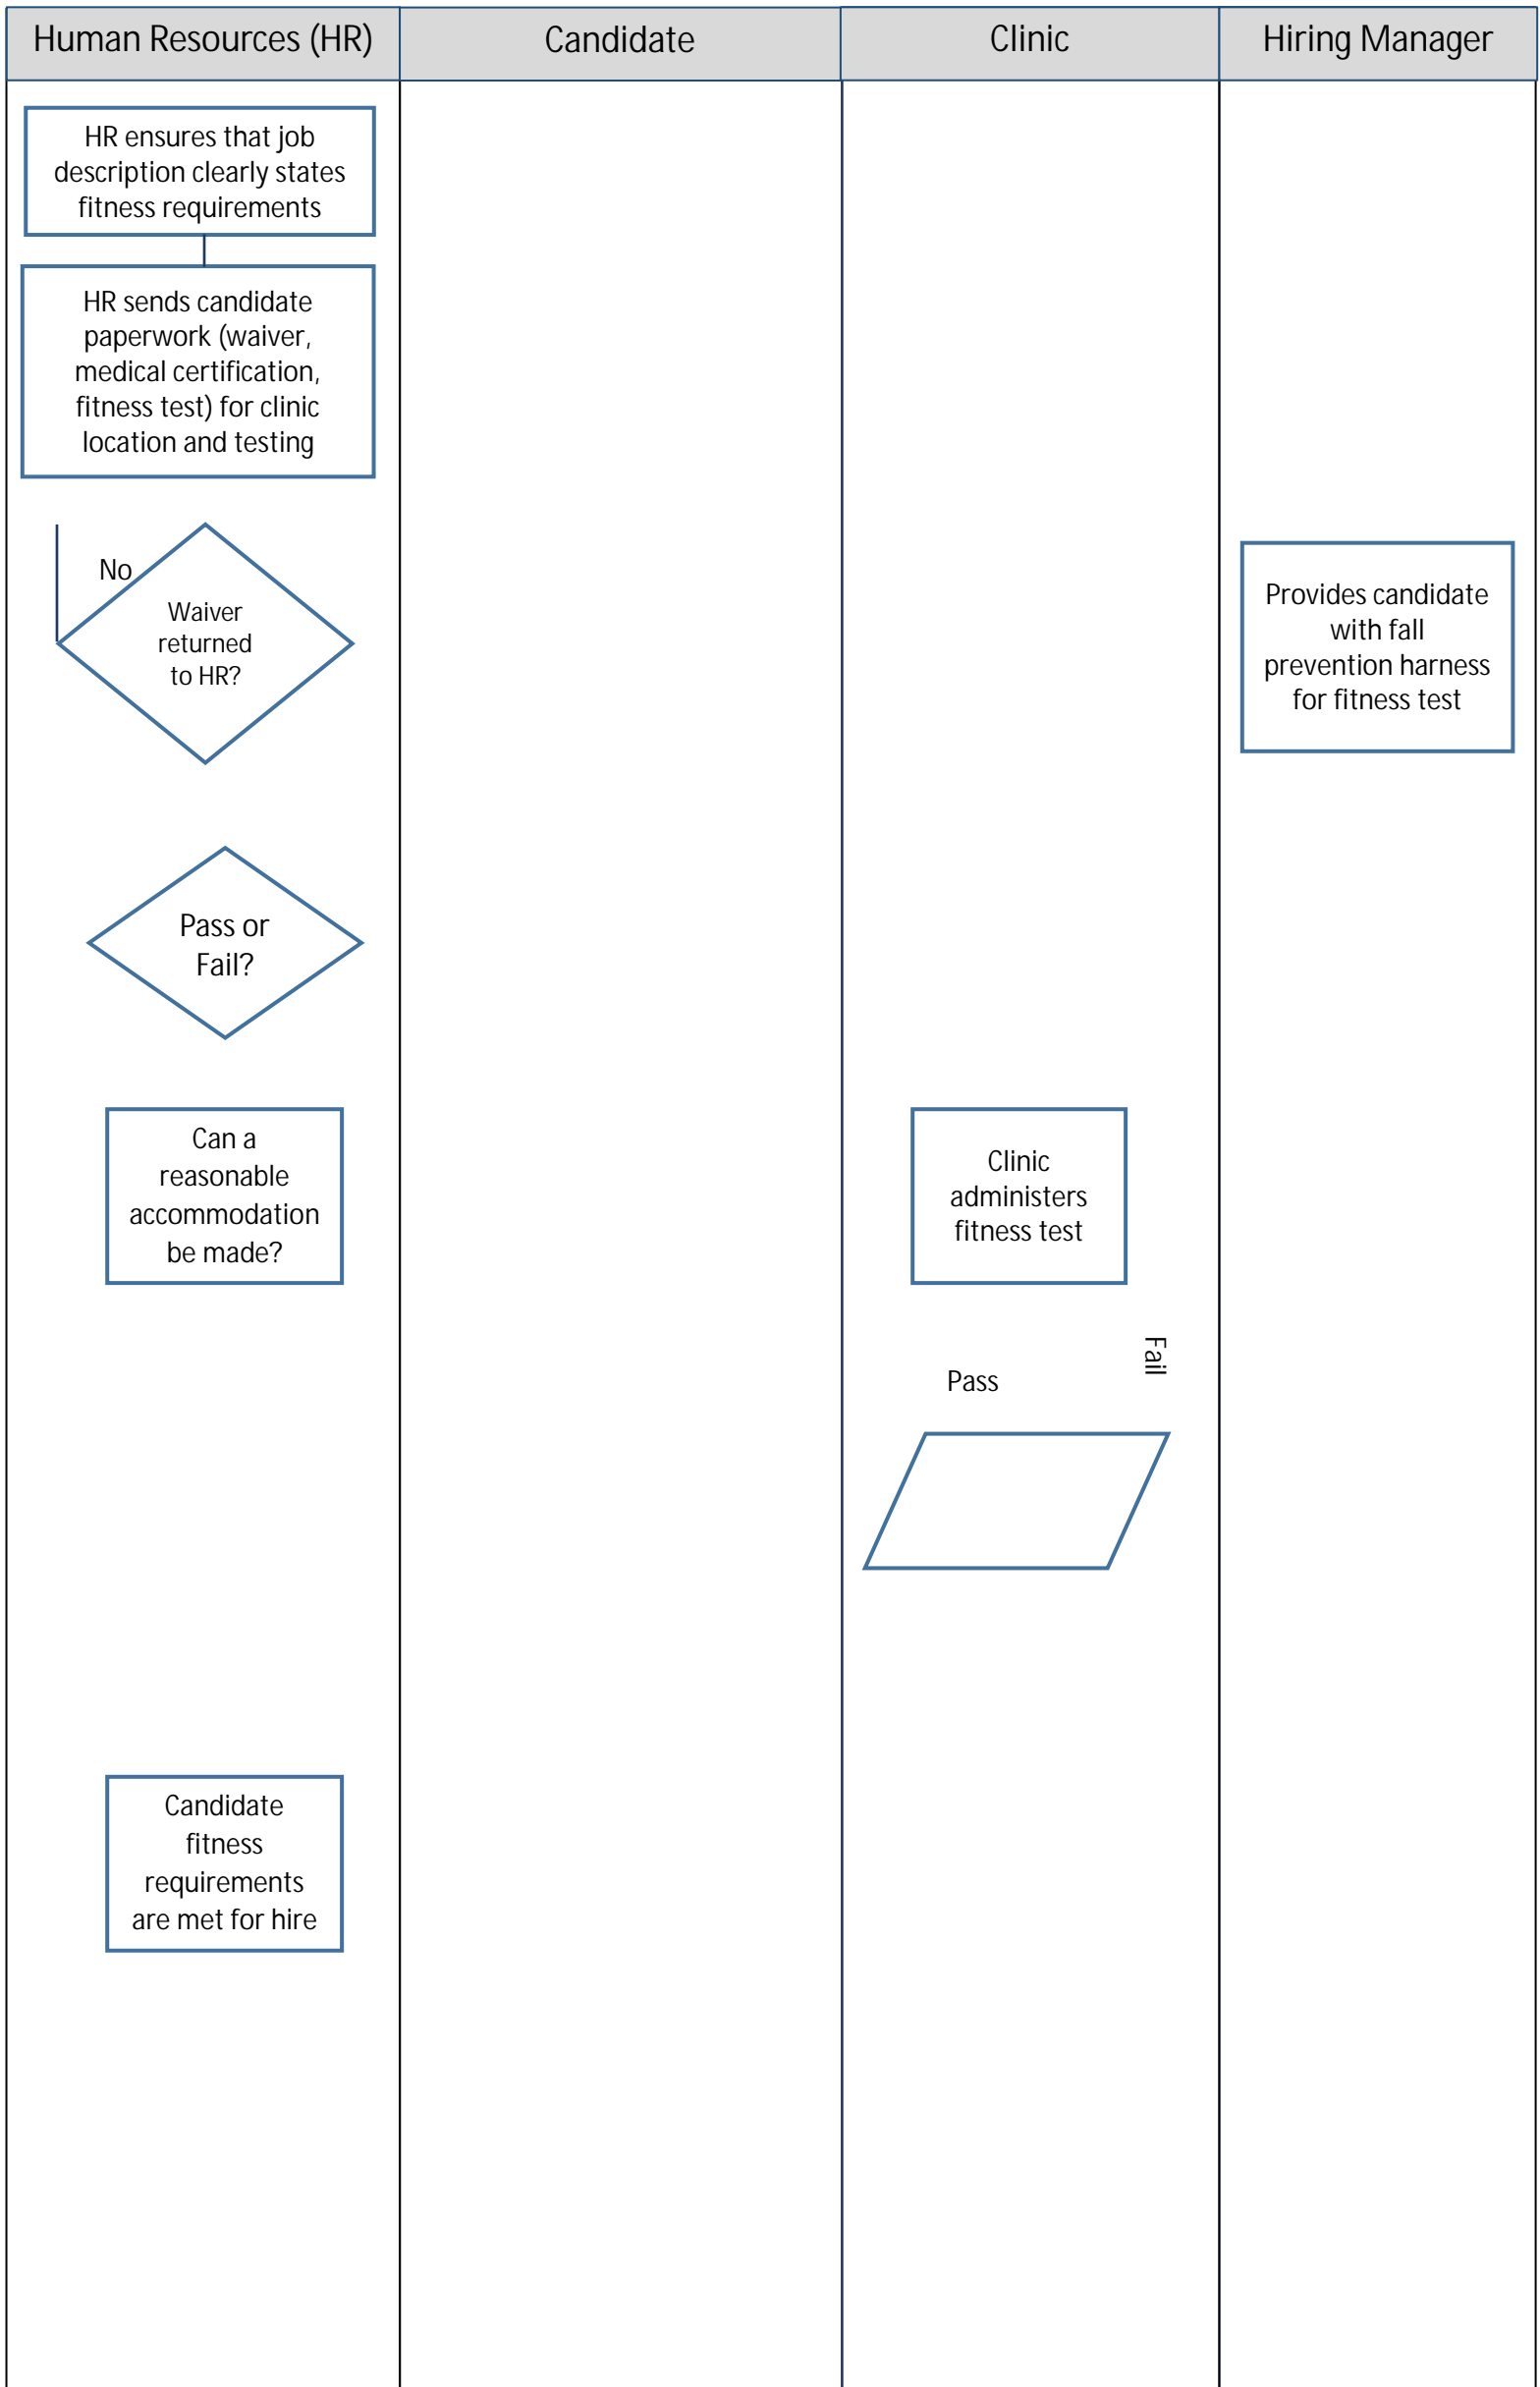 Human Resources (HR)
Candidate
Clinic
Hiring Manager
HR ensures that job
description clearly states
fitness requirements
HR sends candidate
paperwork (waiver,
medical certification,
fitness test) for clinic
location and testing
No
Waiver
returned
to HR?
Provides candidate
with fall
prevention harness
for fitness test
Pass or
Fail?
Can a
reasonable
accommodation
be made?
Clinic
administers
fitness test
Fail
Pass
Candidate
fitness
requirements
are met for hire